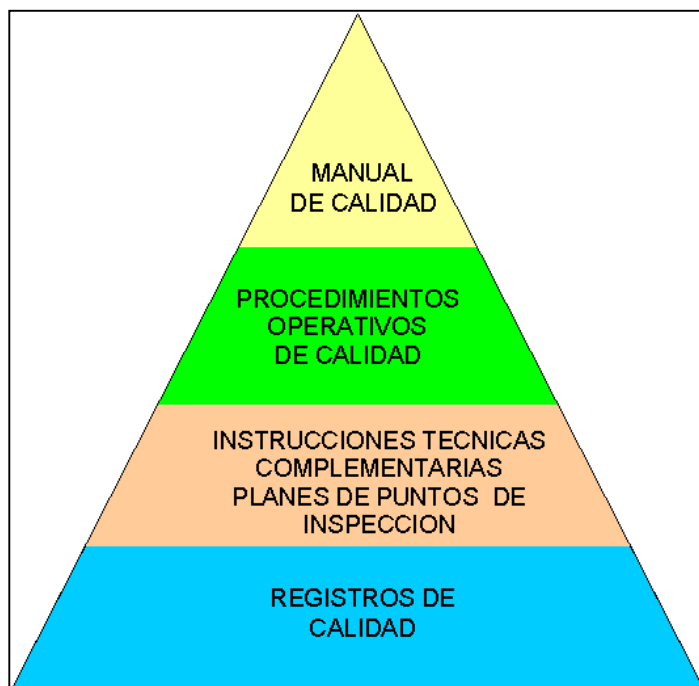 MANUAL
DE CALIDAD
PROCEDIMIENTOS
OPERATIVOS
DE CALIDAD
INSTRUCCIONES TECNICAS
COMPLEMENTARIAS
PLANES DE PUNTOS DE
INSPECCION
REGISTROS DE
CALIDAD